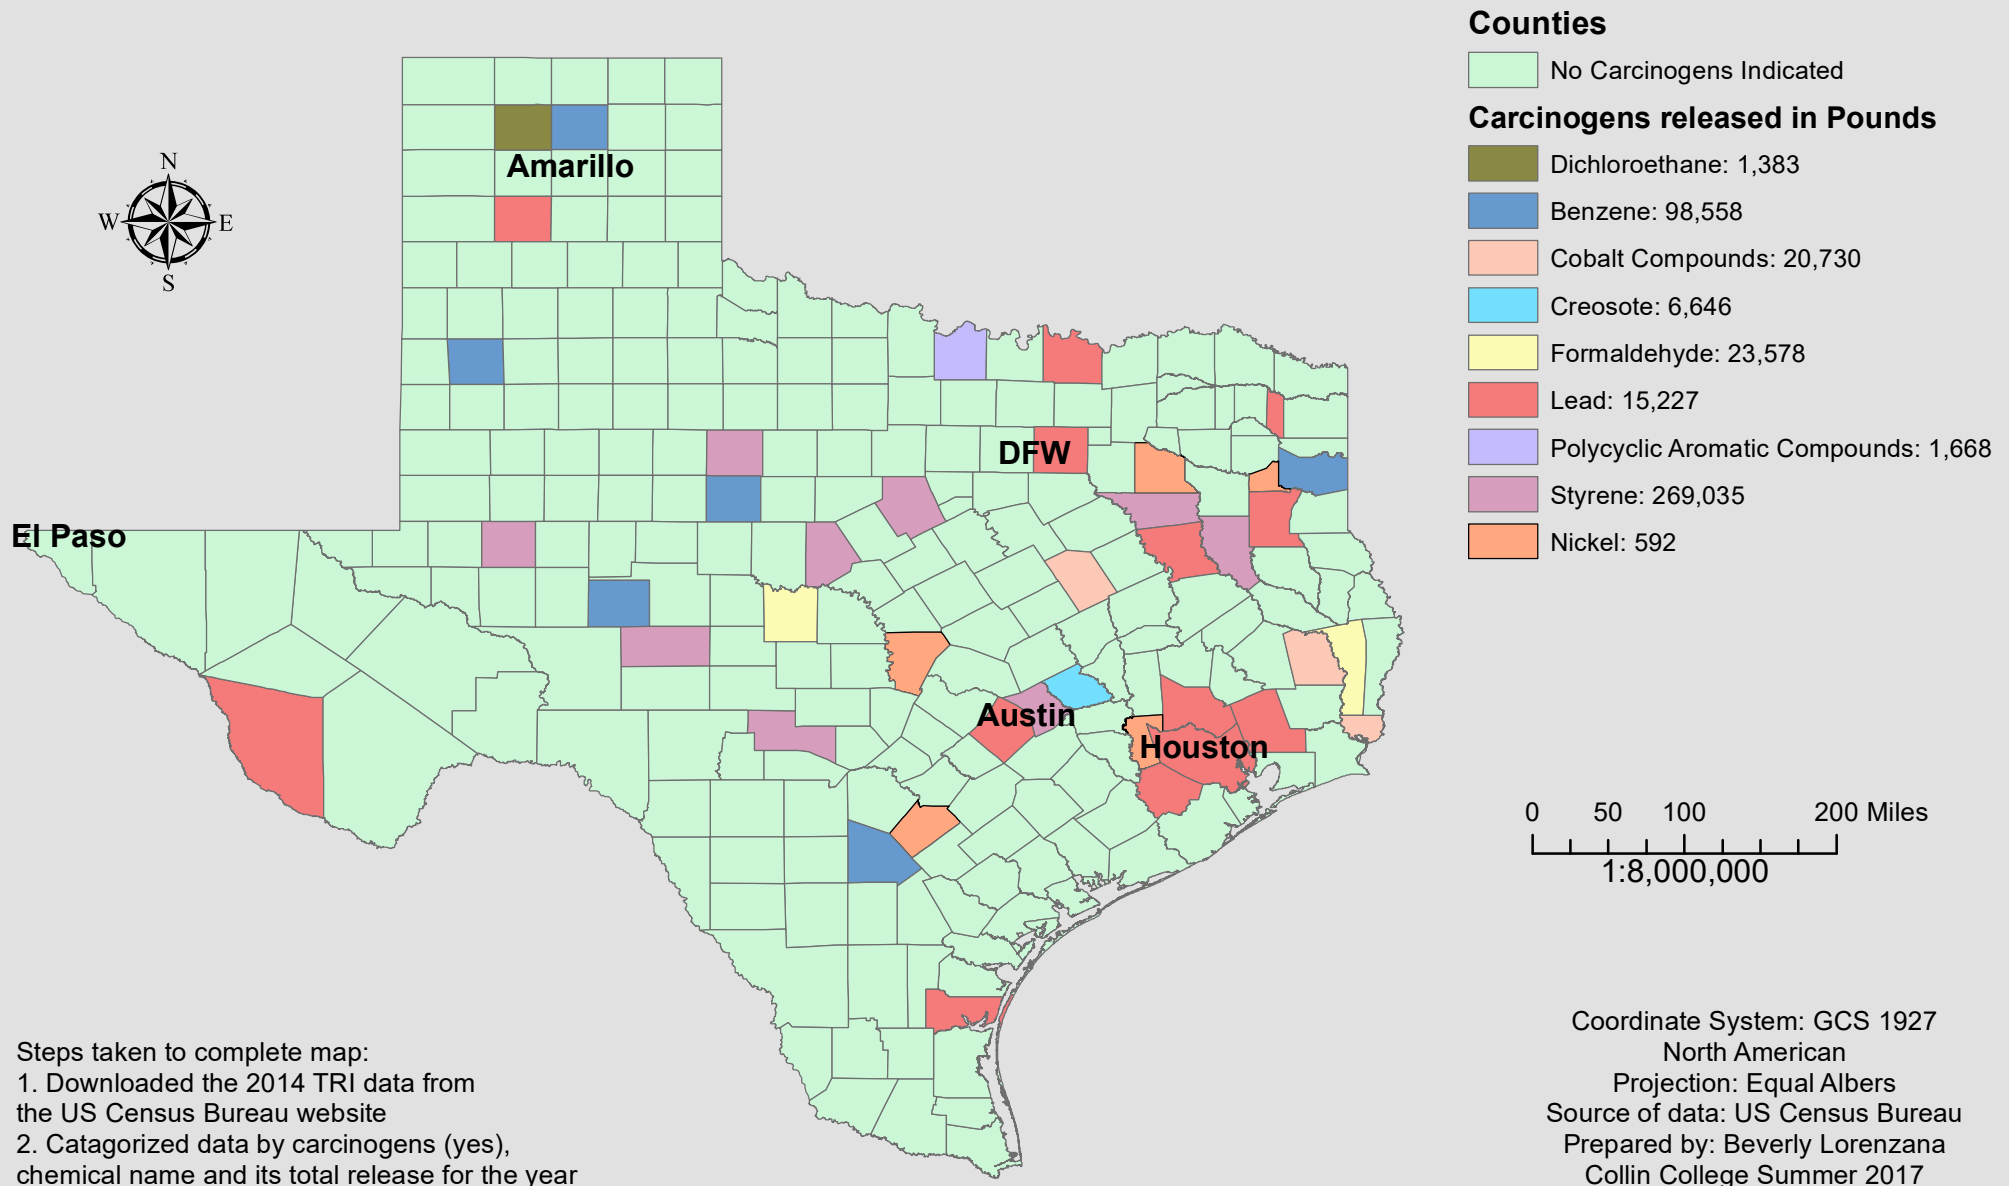 Counties
No Carcinogens Indicated
Carcinogens released in Pounds
Dichloroethane: 1,383
Benzene: 98,558
Cobalt Compounds: 20,730
Creosote: 6,646
Formaldehyde: 23,578
Lead: 15,227
Polycyclic Aromatic Compounds: 1,668
Styrene: 269,035
Nickel: 592
N
W E
S
Amarillo
DFW
El Paso
Austin
Houston
0 50 100 200 Miles
1:8,000,000
Steps taken to complete map:
1. Downloaded the 2014 TRI data from
the US Census Bureau website
2. Catagorized data by carcinogens (yes),
chemical name and its total release for the year
Coordinate System: GCS 1927
North American
Projection: Equal Albers
Source of data: US Census Bureau
Prepared by: Beverly Lorenzana
Collin College Summer 2017